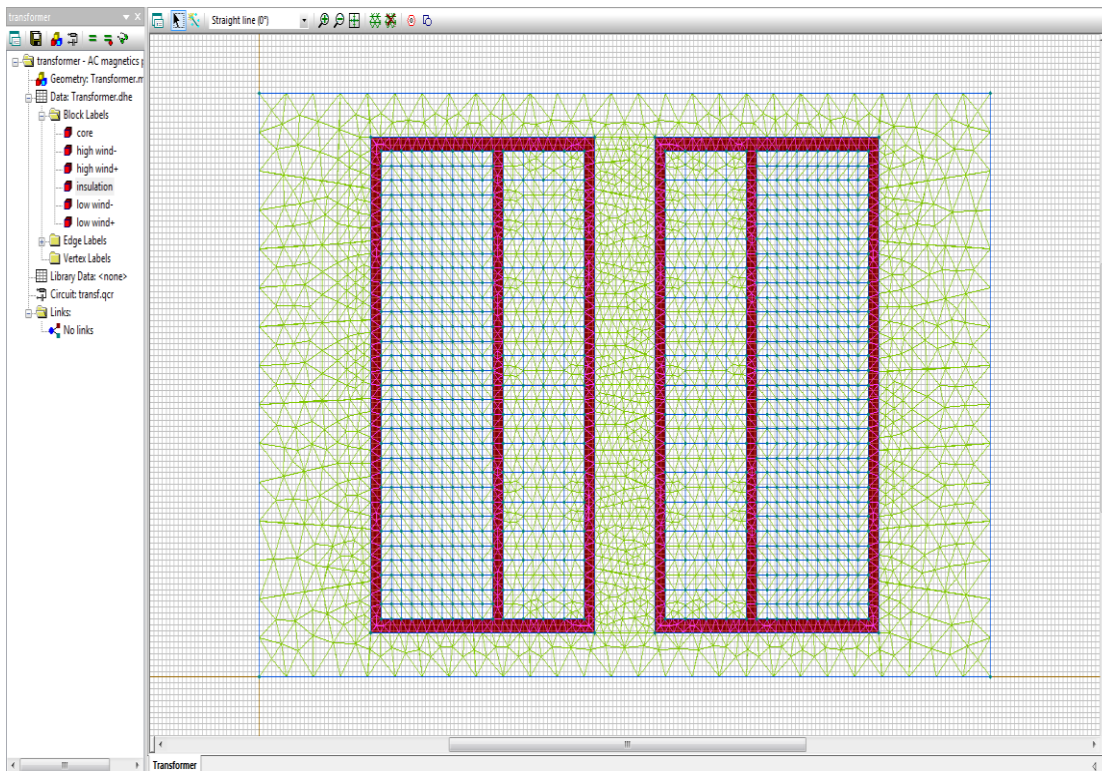 transformer
Straight line (0°)
transformer - AC magnetics p
Geometry: Transformer.m
Data: Transformer.dhe
Block Labels
core
high wind-
high wind+
insulation
low wind-
low wind+
Edge Labels
Vertex Labels
Library Data: <none>
Circuit: transf.qcr
Links:
No links
Transformer